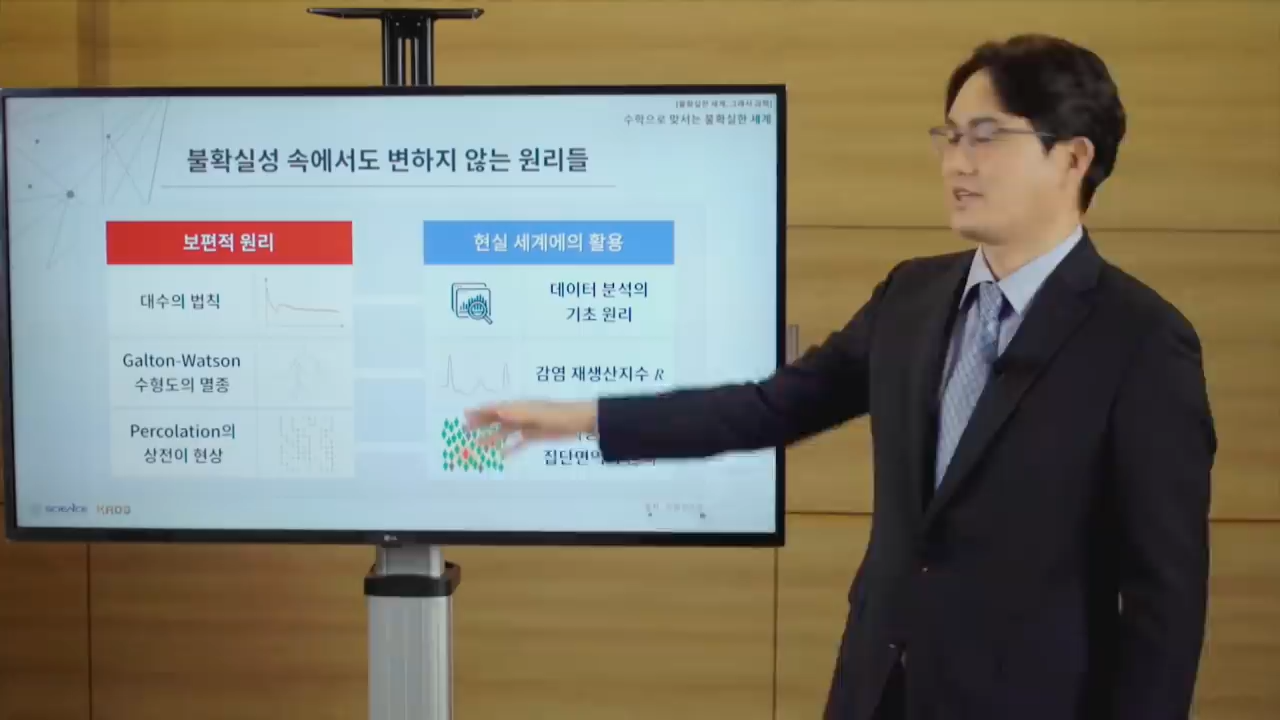 [불확실한 세계, 그래서 과학]
수학으로 맞서는 불확실한 세계
불확실성 속에서도 변하지 않는 원리들
보편적 원리
현실 세계에의 활용
대수의 법칙
데이터 분석의
기초 원리
Galton-Watson
수형도의 멸종
감염 재생산지수 R
Percolation의
상전이 현상
집단면역
SCIENCE
KAOS
LG